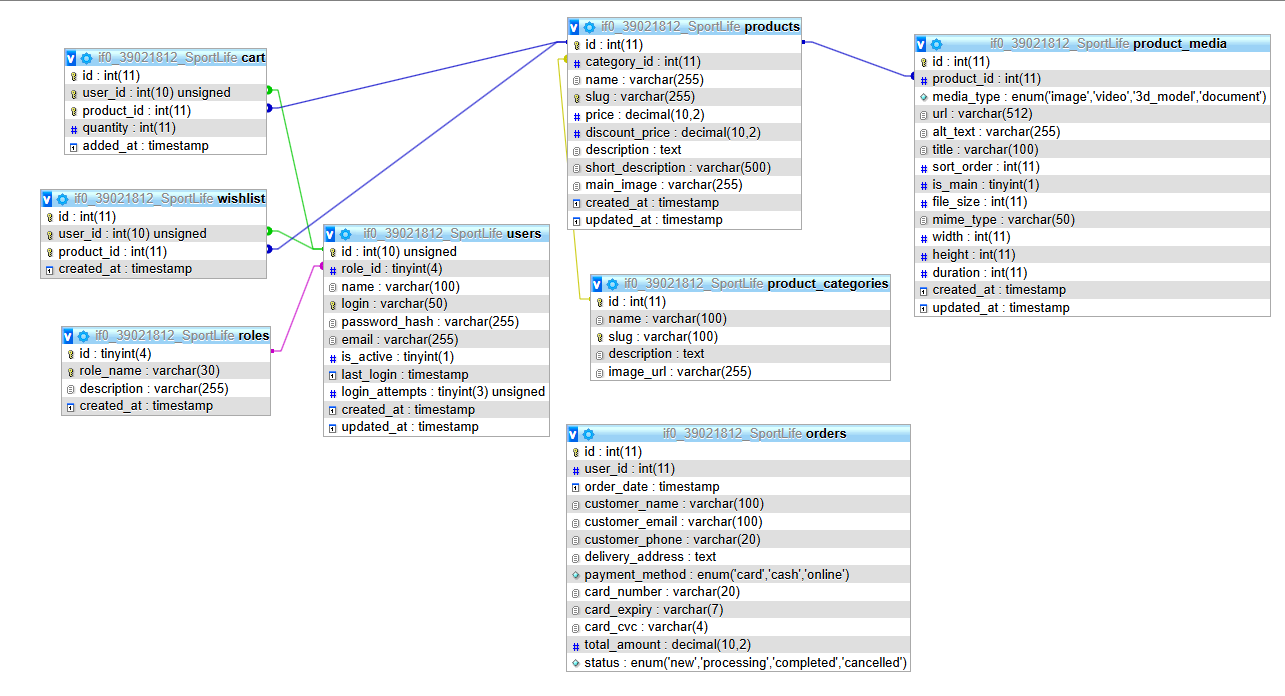 if0_39021812_SportLife cart
id : int(11)
user_id : int(10) unsigned
product_id : int(11)
quantity : int(11)
added_at : timestamp
if0_39021812_SportLife wishlist
id : int(11)
user_id : int(10) unsigned
product_id : int(11)
created_at : timestamp
if0_39021812_SportLife roles
id : tinyint(4)
role_name : varchar(30)
description : varchar(255)
created_at : timestamp
if0_39021812_SportLife users
id : int(10) unsigned
role_id : tinyint(4)
name : varchar(100)
login : varchar(50)
password_hash : varchar(255)
email : varchar(255)
is_active : tinyint(1)
last_login : timestamp
login_attempts : tinyint(3) unsigned
created_at : timestamp
updated_at : timestamp
if0_39021812_SportLife products
id : int(11)
category_id : int(11)
name : varchar(255)
slug : varchar(255)
price : decimal(10,2)
discount_price : decimal(10,2)
description : text
short_description : varchar(500)
main_image : varchar(255)
created_at : timestamp
updated_at : timestamp
if0_39021812_SportLife product_categories
id : int(11)
name : varchar(100)
slug : varchar(100)
description : text
image_url : varchar(255)
if0_39021812_SportLife orders
id : int(11)
user_id : int(11)
order_date : timestamp
customer_name : varchar(100)
customer_email : varchar(100)
customer_phone : varchar(20)
delivery_address : text
payment_method : enum('card','cash','online')
card_number : varchar(20)
card_expiry : varchar(7)
card_cvc : varchar(4)
total_amount : decimal(10,2)
status : enum('new','processing','completed','cancelled')
if0_39021812_SportLife product_media
id : int(11)
product_id : int(11)
media_type : enum('image','video','3d_model','document')
url : varchar(512)
alt_text : varchar(255)
title : varchar(100)
sort_order : int(11)
is_main : tinyint(1)
file_size : int(11)
mime_type : varchar(50)
width : int(11)
height : int(11)
duration : int(11)
created_at : timestamp
updated_at : timestamp